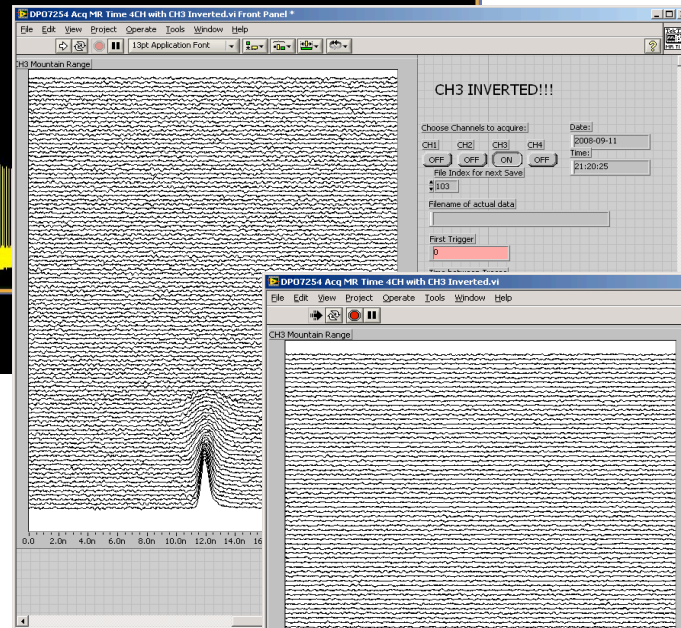 DPO7254 Acq MR Time 4CH with CH3 Inverted.vi Front Panel *
File Edit View Project Operate Tools Window Help
13pt Application Font
CH3 Mountain Range
CH3 INVERTED!!!
Choose Channels to acquire:
Date:
CH1 CH2 CH3 CH4
2008-09-11
OFF OFF ON OFF
Time:
21:20:25
File Index for next Save
103
Filename of actual data
First Trigger
0
0.0 2.0n 4.0n 6.0n 8.0n 10.0n 12.0n 14.0n 16
DPO7254 Acq MR Time 4CH with CH3 Inverted.vi
File Edit View Project Operate Tools Window Help
CH3 Mountain Range